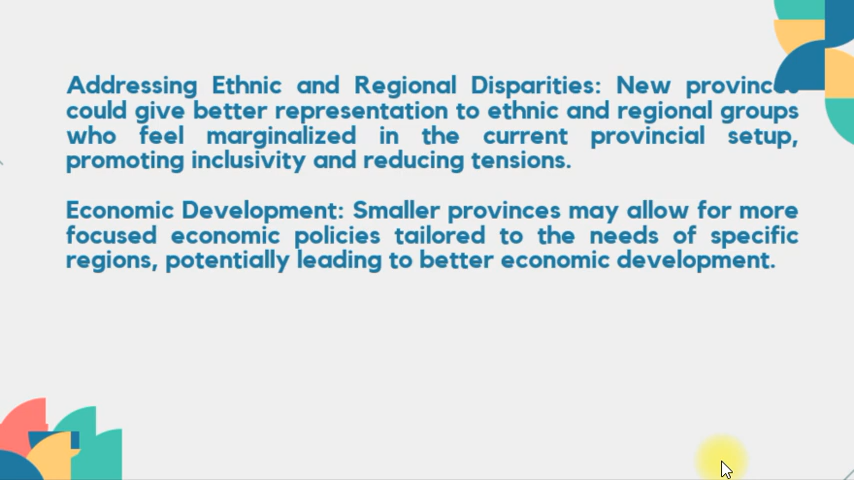 Addressing Ethnic and Regional Disparities: New provinces
could give better representation to ethnic and regional groups
who feel marginalized in the current provincial setup,
promoting inclusivity and reducing tensions.
Economic Development: Smaller provinces may allow for more
focused economic policies tailored to the needs of specific
regions, potentially leading to better economic development.